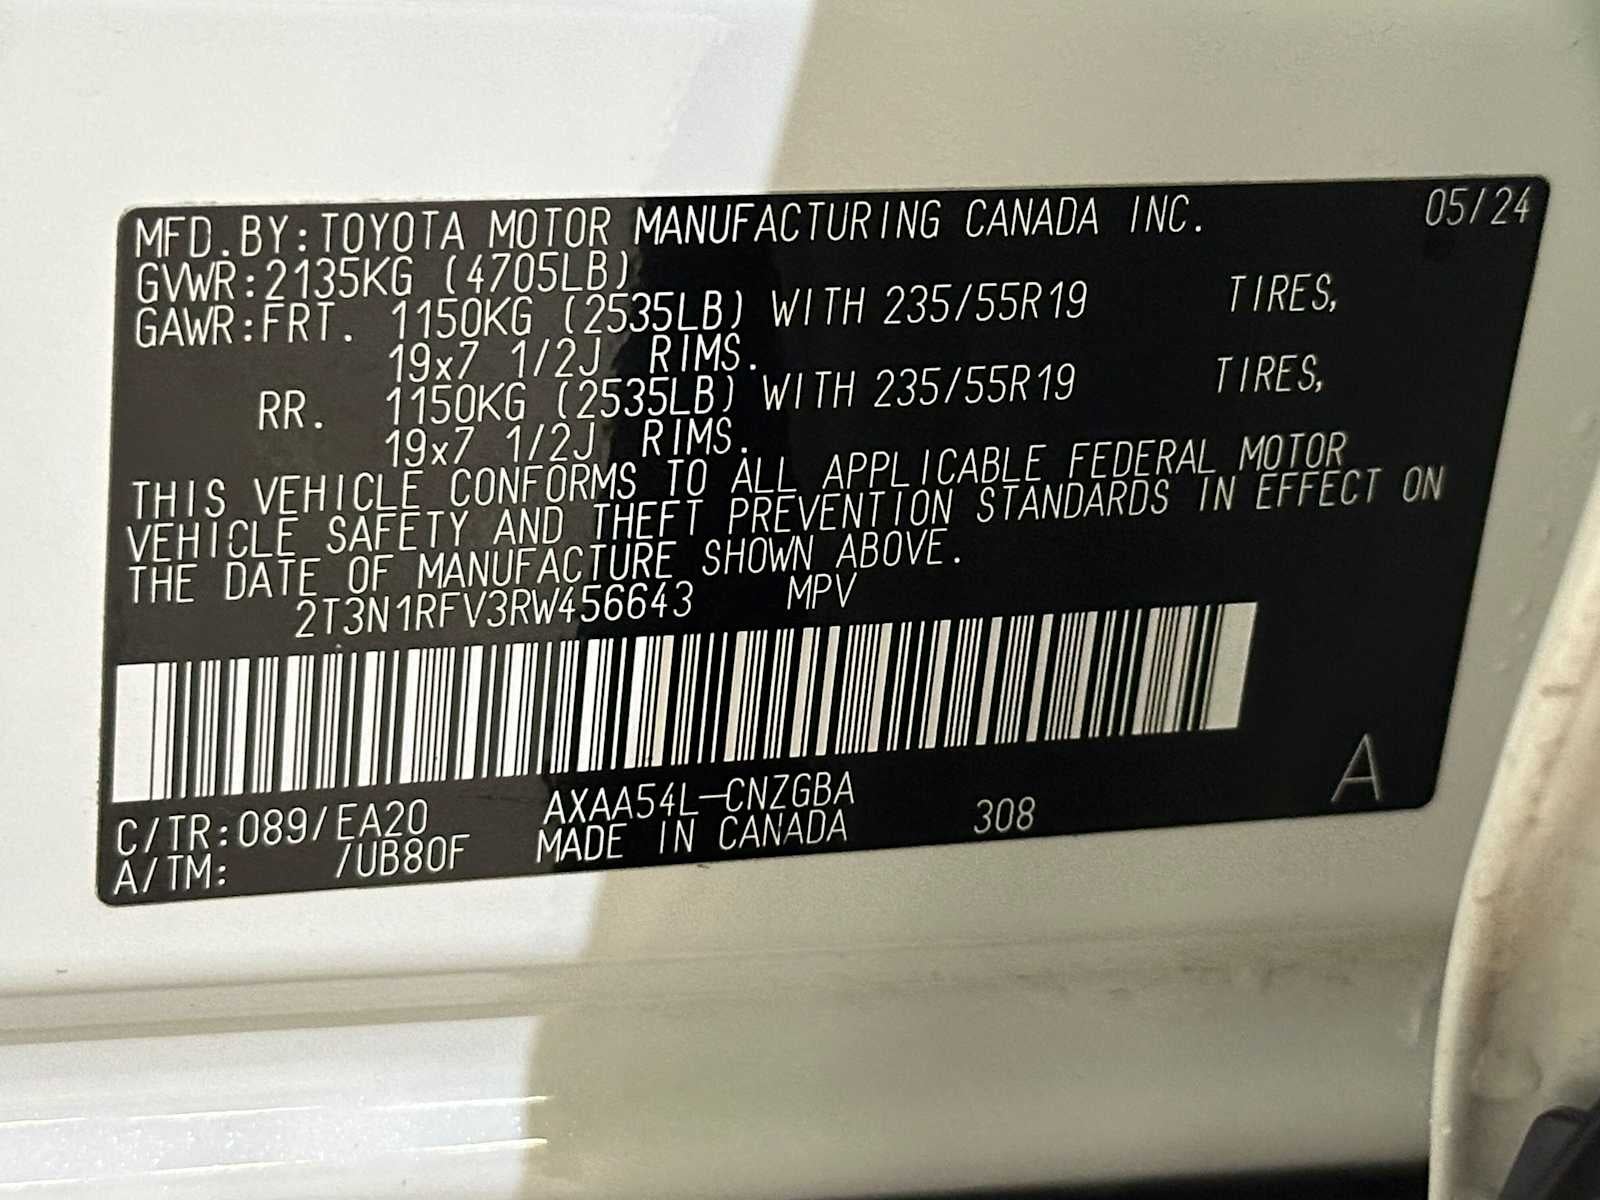 MFD.BY:TOYOTA MOTOR MANUFACTURING CANADA INC. 05/24
GVWR:2135KG (4705LB)
GAWR:FRT. 1150KG (2535LB) WITH 235/55R19 TIRES,
19x7 1/2J RIMS.
RR. 1150KG (2535LB) WITH 235/55R19 TIRES,
19x7 1/2J RIMS.
THIS VEHICLE CONFORMS TO ALL APPLICABLE FEDERAL MOTOR
VEHICLE SAFETY AND THEFT PREVENTION STANDARDS IN EFFECT ON
THE DATE OF MANUFACTURE SHOWN ABOVE.
2T3N1RFV3RW456643 MPV
C/TR:089/EA20 AXAA54L-CNZGBA 308 A
A/TM: /UB80F MADE IN CANADA